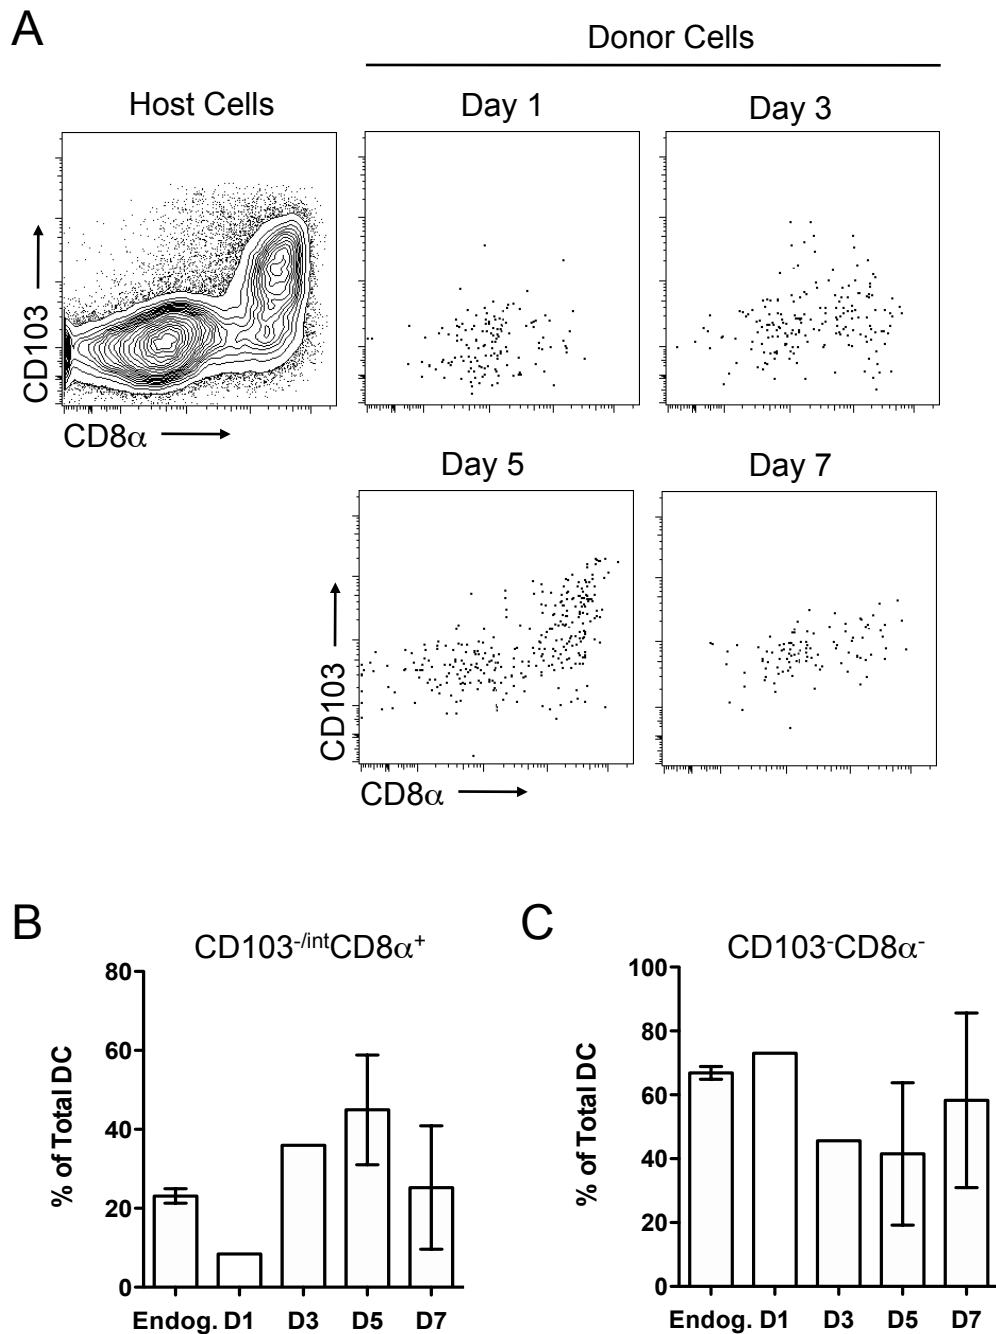 A
Donor Cells
Host Cells
Day 1
Day 3
CD103
CD8α
Day 5
Day 7
CD103
CD8α
B
CD103-/intCD8α+
80
60
40
20
0
% of Total DC
Endog. D1 D3 D5 D7
C
CD103-CD8α-
100
80
60
40
20
0
% of Total DC
Endog. D1 D3 D5 D7